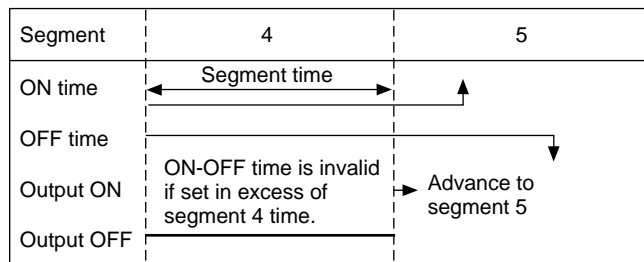 Segment 4 5
ON time Segment time
OFF time
Output ON
Output OFF
ON-OFF time is invalid
if set in excess of
segment 4 time.
Advance to
segment 5